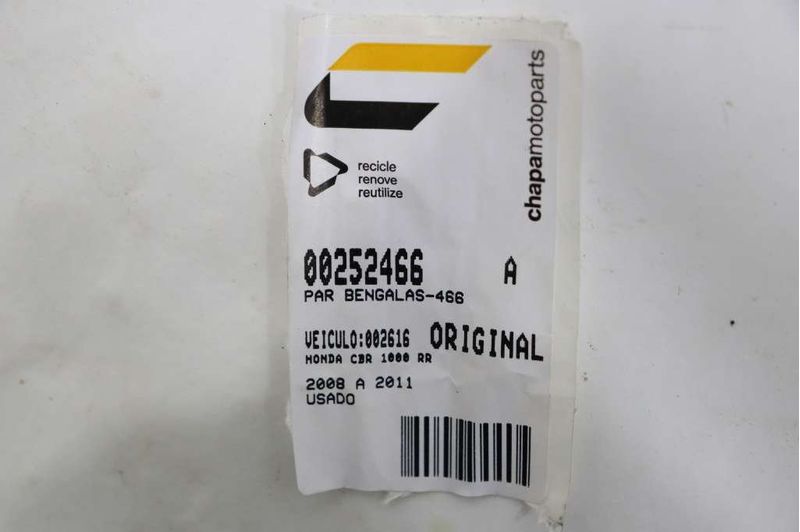 chapamotoparts
recicle
renove
reutilize
00252466 A
PAR BENGALAS-466
VEICULO:002616 ORIGINAL
HONDA CBR 1000 RR
2008 A 2011
USADO